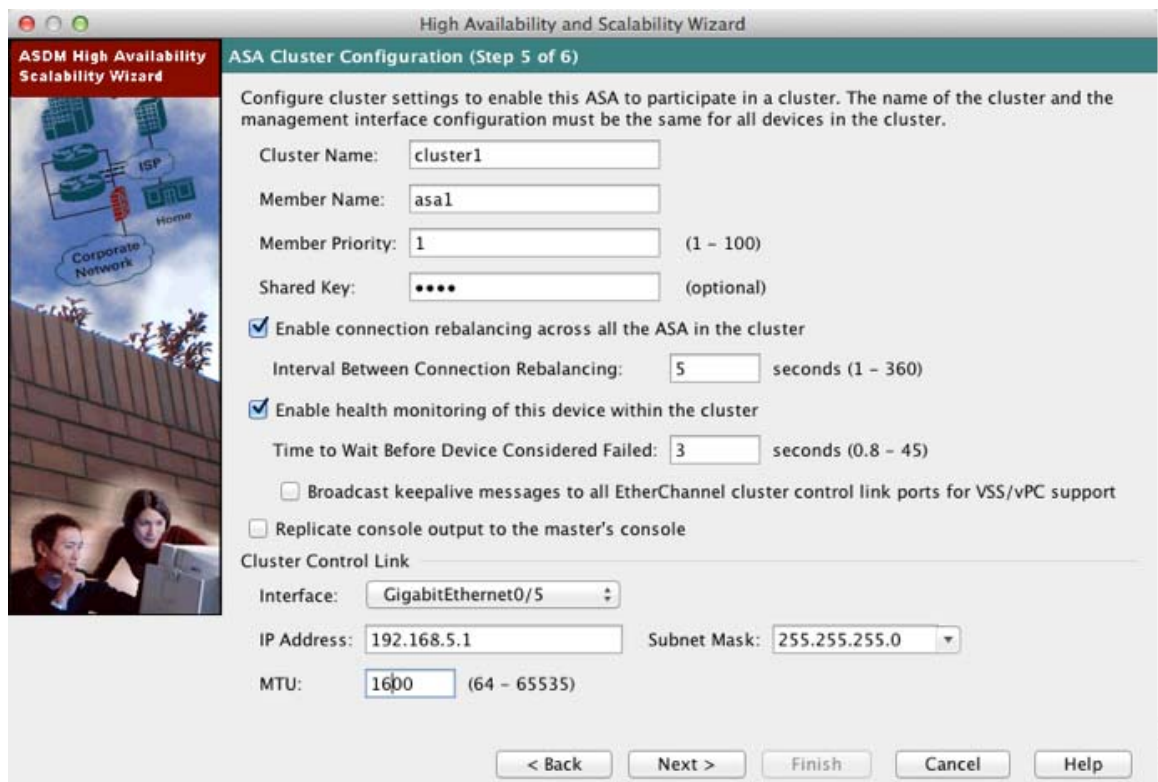 High Availability and Scalability Wizard
ASDM High Availability
Scalability Wizard
ISP
Home
Corporate
Network
ASA Cluster Configuration (Step 5 of 6)
Configure cluster settings to enable this ASA to participate in a cluster. The name of the cluster and the
management interface configuration must be the same for all devices in the cluster.
Cluster Name: cluster1
Member Name: asa1
Member Priority: 1 (1 - 100)
Shared Key: •••• (optional)
Enable connection rebalancing across all the ASA in the cluster
Interval Between Connection Rebalancing: 5 seconds (1 - 360)
Enable health monitoring of this device within the cluster
Time to Wait Before Device Considered Failed: 3 seconds (0.8 - 45)
Broadcast keepalive messages to all EtherChannel cluster control link ports for VSS/vPC support
Replicate console output to the master's console
Cluster Control Link
Interface: GigabitEthernet0/5
IP Address: 192.168.5.1 Subnet Mask: 255.255.255.0
MTU: 1600 (64 - 65535)
< Back Next > Finish Cancel Help